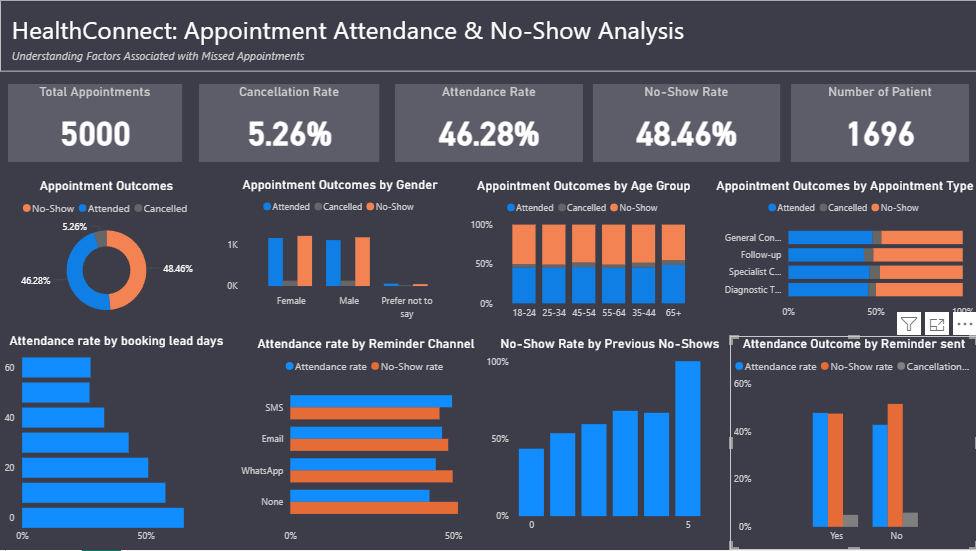 HealthConnect: Appointment Attendance & No-Show Analysis
Understanding Factors Associated with Missed Appointments
Total Appointments
5000
Cancellation Rate
5.26%
Attendance Rate
46.28%
No-Show Rate
48.46%
Number of Patient
1696
Appointment Outcomes
No-Show Attended Cancelled
5.26%
46.28%
48.46%
Appointment Outcomes by Gender
Attended Cancelled No-Show
1K
0K
Female
Male
Prefer not to
say
Appointment Outcomes by Age Group
Attended Cancelled No-Show
100%
50%
0%
18-24 25-34 45-54 55-64 35-44 65+
Appointment Outcomes by Appointment Type
Attended Cancelled No-Show
General Con...
Follow-up
Specialist C...
Diagnostic T...
0% 50% 100%
Attendance rate by booking lead days
60
40
20
0
0% 50%
Attendance rate by Reminder Channel
Attendance rate No-Show rate
SMS
Email
WhatsApp
None
0% 50%
No-Show Rate by Previous No-Shows
100%
50%
0%
0 5
Attendance Outcome by Reminder sent
Attendance rate No-Show rate Cancellation...
60%
40%
20%
0%
Yes No